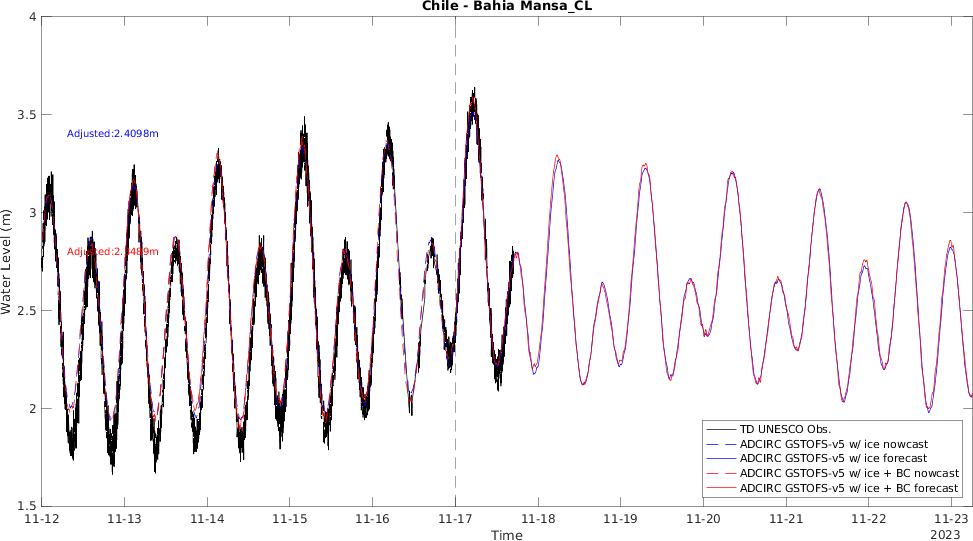 Chile - Bahia Mansa_CL
4
3.5
3
2.5
2
1.5
Water Level (m)
Adjusted:2.4098m
TD UNESCO Obs.
ADCIRC GSTOFS-v5 w/ ice nowcast
ADCIRC GSTOFS-v5 w/ ice forecast
ADCIRC GSTOFS-v5 w/ ice + BC nowcast
ADCIRC GSTOFS-v5 w/ ice + BC forecast
11-12 11-13 11-14 11-15 11-16 11-17 11-18 11-19 11-20 11-21 11-22 11-23
Time
2023